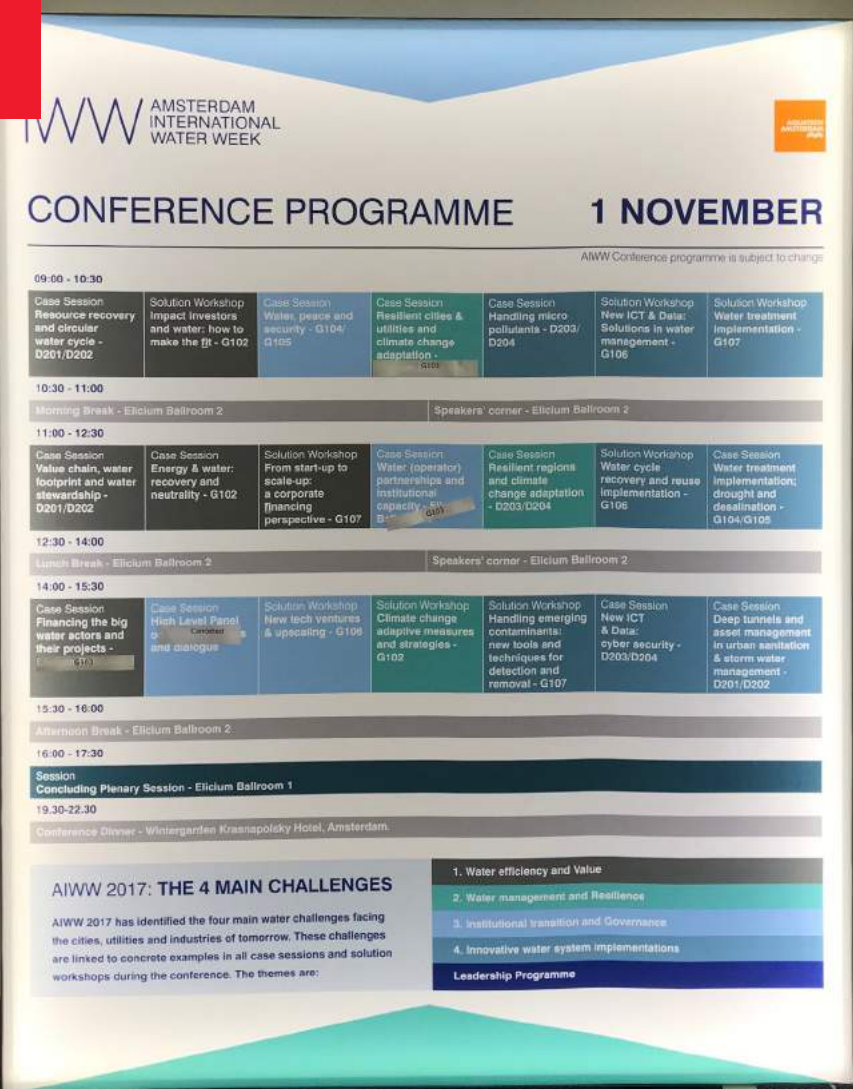 IWW
AMSTERDAM
INTERNATIONAL
WATER WEEK
AQUATECH
AMSTERDAM
CONFERENCE PROGRAMME
1 NOVEMBER
AIWW Conference programme is subject to change
09:00 - 10:30
Case Session
Resource recovery
and circular
water cycle -
D201/D202
Solution Workshop
Impact investors
and water: how to
make the fit - G102
Case Session
Water, peace and
security - G104/
G105
Case Session
Resilient cities &
utilities and
climate change
adaptation -
G103
Case Session
Handling micro
pollutants - D203/
D204
Solution Workshop
New ICT & Data:
Solutions in water
management -
G106
Solution Workshop
Water treatment
implementation -
G107
10:30 - 11:00
Morning Break - Elicium Ballroom 2
Speakers' corner - Elicium Ballroom 2
11:00 - 12:30
Case Session
Value chain, water
footprint and water
stewardship -
D201/D202
Case Session
Energy & water:
recovery and
neutrality - G102
Solution Workshop
From start-up to
scale-up:
a corporate
financing
perspective - G107
Case Session
Water (operator)
partnerships and
institutional
capacity -
G103
Case Session
Resilient regions
and climate
change adaptation
- D203/D204
Solution Workshop
Water cycle
recovery and reuse
implementation -
G106
Case Session
Water treatment
implementation;
drought and
desalination -
G104/G105
12:30 - 14:00
Lunch Break - Elicium Ballroom 2
Speakers' corner - Elicium Ballroom 2
14:00 - 15:30
Case Session
Financing the big
water actors and
their projects -
G103
Case Session
High Level Panel
Cancelled
and dialogue
Solution Workshop
New tech ventures
& upscaling - G106
Solution Workshop
Climate change
adaptive measures
and strategies -
G102
Solution Workshop
Handling emerging
contaminants:
new tools and
techniques for
detection and
removal - G107
Case Session
New ICT
& Data:
cyber security -
D203/D204
Case Session
Deep tunnels and
asset management
in urban sanitation
& storm water
management -
D201/D202
15:30 - 16:00
Afternoon Break - Elicium Ballroom 2
16:00 - 17:30
Session
Concluding Plenary Session - Elicium Ballroom 1
19.30-22.30
Conference Dinner - Wintergarden Krasnapolsky Hotel, Amsterdam.
AIWW 2017: THE 4 MAIN CHALLENGES
AIWW 2017 has identified the four main water challenges facing
the cities, utilities and industries of tomorrow. These challenges
are linked to concrete examples in all case sessions and solution
workshops during the conference. The themes are:
1. Water efficiency and Value
2. Water management and Resilience
3. Institutional transition and Governance
4. Innovative water system implementations
Leadership Programme